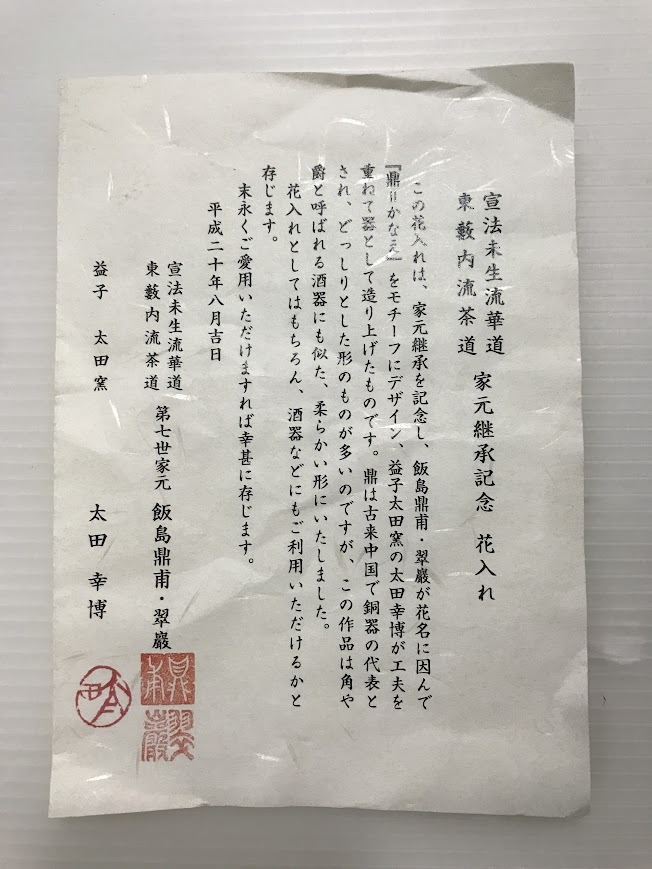 宣法未生流華道
東藪内流茶道
家元継承記念　花入れ
この花入れは、家元継承を記念し、飯島鼎甫・翠巖が花名に因んで
『鼎＝かなえ』をモチーフにデザイン、益子太田窯の太田幸博が工夫を
重ねて器として造り上げたものです。鼎は古来中国で銅器の代表と
され、どっしりとした形のものが多いのですが、この作品は角や
爵と呼ばれる酒器にも似た、柔らかい形にいたしました。
花入れとしてはもちろん、酒器などにもご利用いただけるかと
存じます。
末永くご愛用いただけますれば幸甚に存じます。
平成二十年八月吉日
宣法未生流華道
東藪内流茶道
第七世家元　飯島鼎甫・翠巖
益子　太田窯　太田　幸博
鼎甫
翠巖